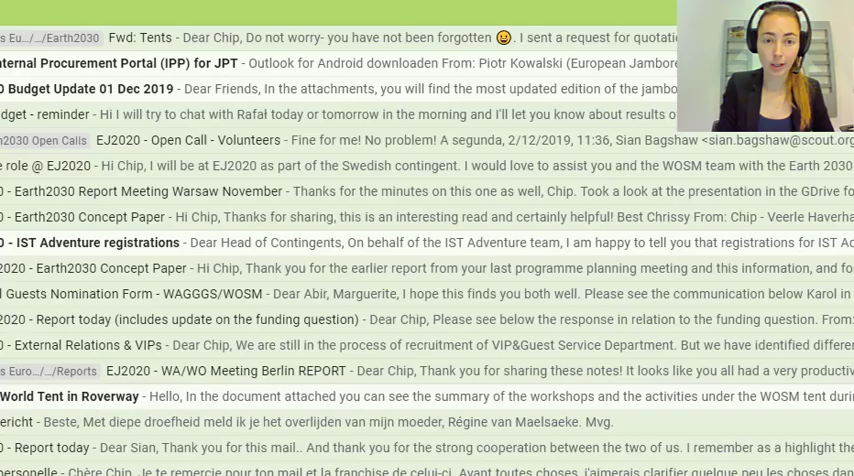 s Eu.../.../Earth2030 Fwd: Tents - Dear Chip, Do not worry- you have not been forgotten 😀. I sent a request for quotati
nternal Procurement Portal (IPP) for JPT - Outlook for Android downloaden From: Piotr Kowalski (European Jambore
0 Budget Update 01 Dec 2019 - Dear Friends, In the attachments, you will find the most updated edition of the jambo
dget - reminder - Hi I will try to chat with Rafał today or tomorrow in the morning and I'll let you know about results o
h2030 Open Calls EJ2020 - Open Call - Volunteers - Fine for me! No problem! A segunda, 2/12/2019, 11:36, Sian Bagshaw <sian.bagshaw@scout.org
e role @ EJ2020 - Hi Chip, I will be at EJ2020 as part of the Swedish contingent. I would love to assist you and the WOSM team with the Earth 2030
0 - Earth2030 Report Meeting Warsaw November - Thanks for the minutes on this one as well, Chip. Took a look at the presentation in the GDrive fo
0 - Earth2030 Concept Paper - Hi Chip, Thanks for sharing, this is an interesting read and certainly helpful! Best Chrissy From: Chip - Veerle Haverha
0 - IST Adventure registrations - Dear Head of Contingents, On behalf of the IST Adventure team, I am happy to tell you that registrations for IST Ad
2020 - Earth2030 Concept Paper - Hi Chip, Thank you for the earlier report from your last programme planning meeting and this information, and fo
l Guests Nomination Form - WAGGGS/WOSM - Dear Abir, Marguerite, I hope this finds you both well. Please see the communication below Karol in
2020 - Report today (includes update on the funding question) - Dear Chip, Please see below the response in relation to the funding question. From:
0 - External Relations & VIPs - Dear Chip, We are still in the process of recruitment of VIP&Guest Service Department. But we have identified differen
s Euro.../.../Reports EJ2020 - WA/WO Meeting Berlin REPORT - Dear Chip, Thank you for sharing these notes! It looks like you all had a very productiv
World Tent in Roverway - Hello, In the document attached you can see the summary of the workshops and the activities under the WOSM tent duri
ericht - Beste, Met diepe droefheid meld ik je het overlijden van mijn moeder, Régine van Maelsaeke. Mvg.
0 - Report today - Dear Sian, Thank you for this mail.. And thank you for the strong cooperation between the two of us. I remember as a highlight the
personelle - Chère Chip, Je te remercie pour ton mail et la franchise de celui-ci. Avant toutes choses, j'aimerais clarifier quelque peu les choses dan